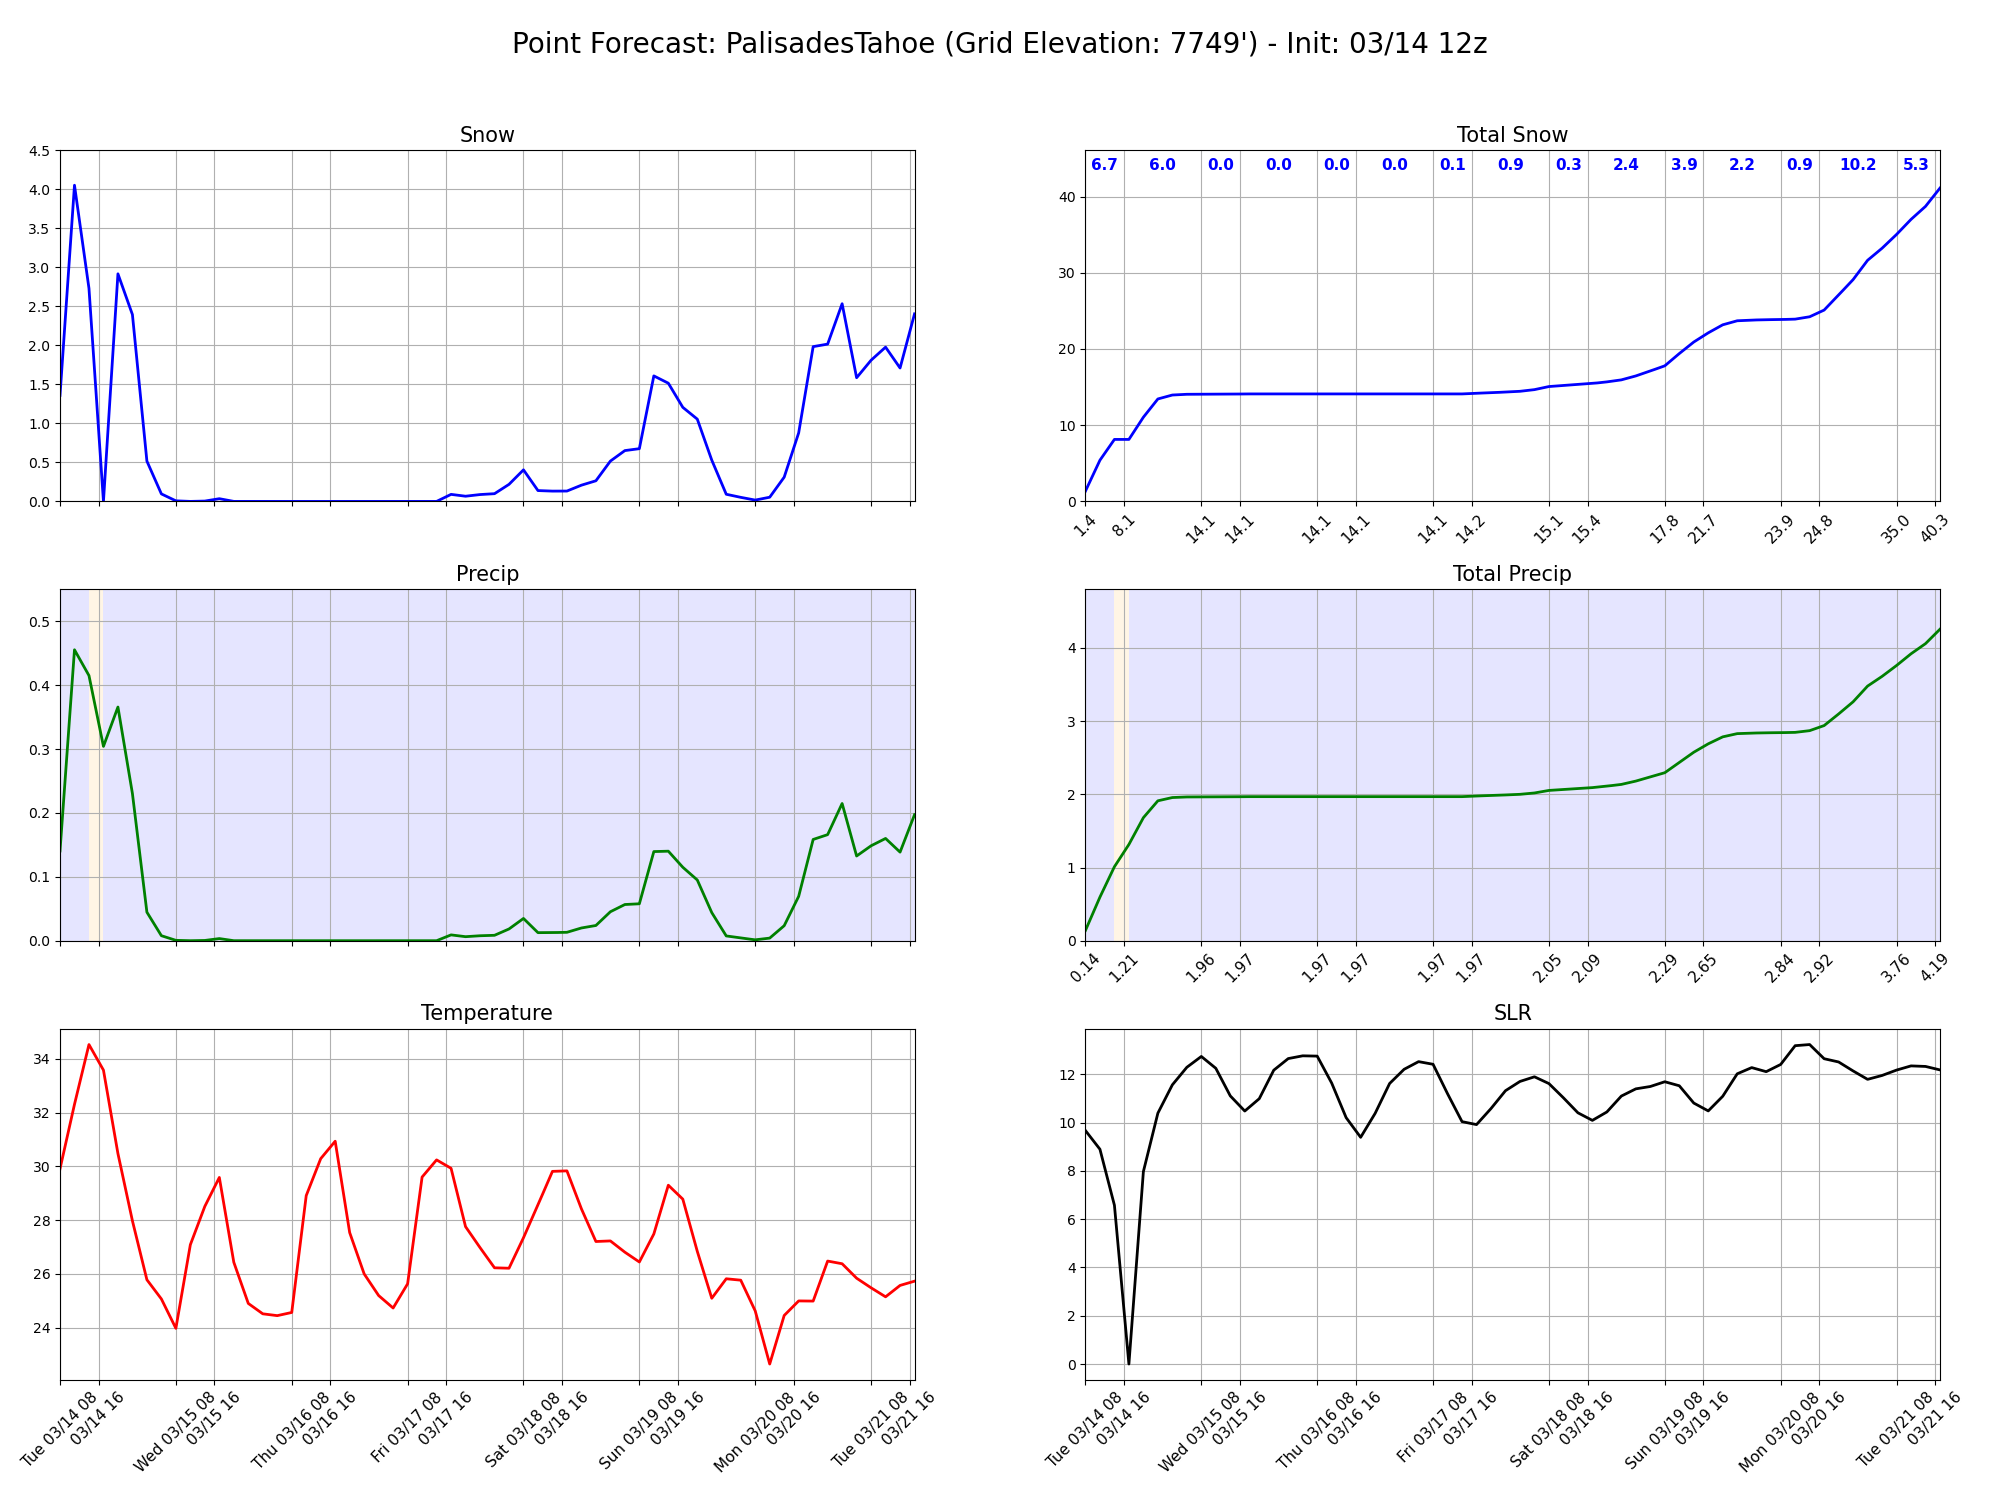 Point Forecast: PalisadesTahoe (Grid Elevation: 7749') - Init: 03/14 12z
Snow
4.5
4.0
3.5
3.0
2.5
2.0
1.5
1.0
0.5
0.0
Total Snow
6.7 6.0 0.0 0.0 0.0 0.0 0.1 0.9 0.3 2.4 3.9 2.2 0.9 10.2 5.3
40
30
20
10
0
1.4 8.1 14.1 14.1 14.1 14.1 14.1 14.2 15.1 15.4 17.8 21.7 23.9 24.8 35.0 40.3
Precip
0.5
0.4
0.3
0.2
0.1
0.0
Total Precip
4
3
2
1
0
0.14 1.21 1.96 1.97 1.97 1.97 1.97 1.97 2.05 2.09 2.29 2.65 2.84 2.92 3.76 4.19
Temperature
34
32
30
28
26
24
Tue 03/14 08
03/14 16
Wed 03/15 08
03/15 16
Thu 03/16 08
03/16 16
Fri 03/17 08
03/17 16
Sat 03/18 08
03/18 16
Sun 03/19 08
03/19 16
Mon 03/20 08
03/20 16
Tue 03/21 08
03/21 16
SLR
12
10
8
6
4
2
0
Tue 03/14 08
03/14 16
Wed 03/15 08
03/15 16
Thu 03/16 08
03/16 16
Fri 03/17 08
03/17 16
Sat 03/18 08
03/18 16
Sun 03/19 08
03/19 16
Mon 03/20 08
03/20 16
Tue 03/21 08
03/21 16